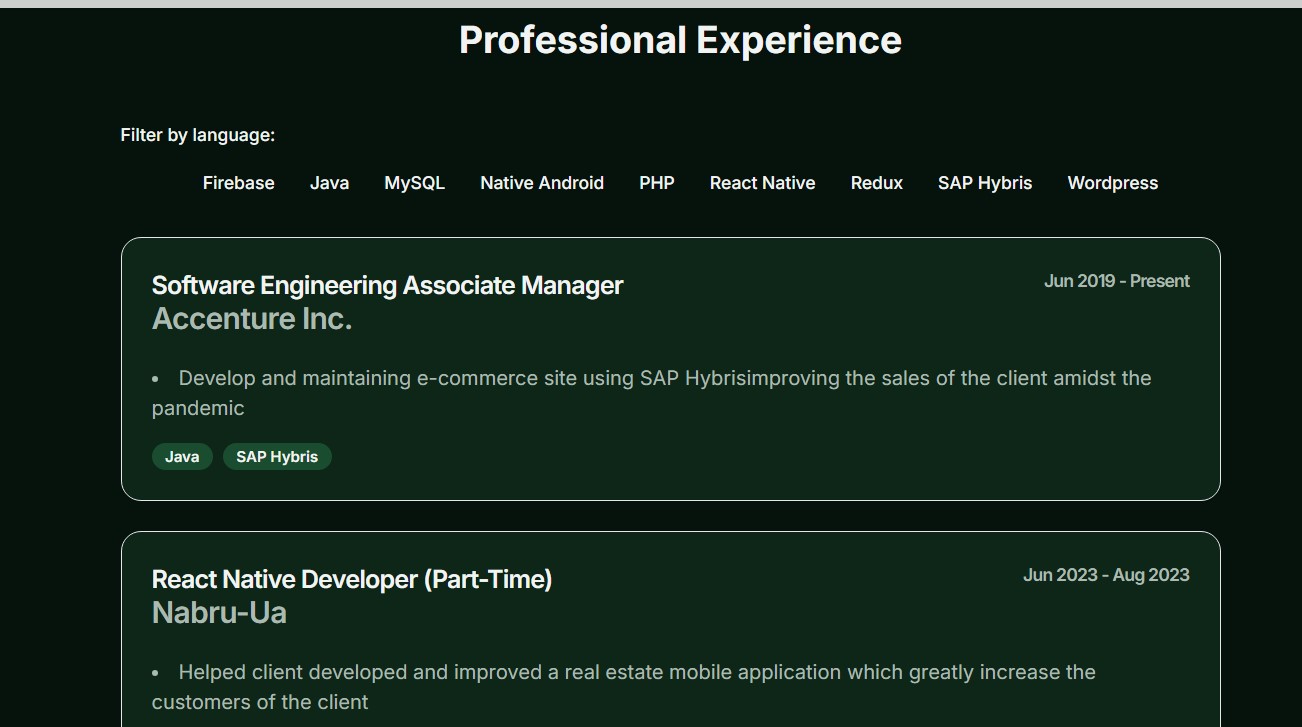 Professional Experience
Filter by language:
Firebase Java MySQL Native Android PHP React Native Redux SAP Hybris Wordpress
Software Engineering Associate Manager Jun 2019 - Present
Accenture Inc.
• Develop and maintaining e-commerce site using SAP Hybrisimproving the sales of the client amidst the
pandemic
Java SAP Hybris
React Native Developer (Part-Time) Jun 2023 - Aug 2023
Nabru-Ua
• Helped client developed and improved a real estate mobile application which greatly increase the
customers of the client